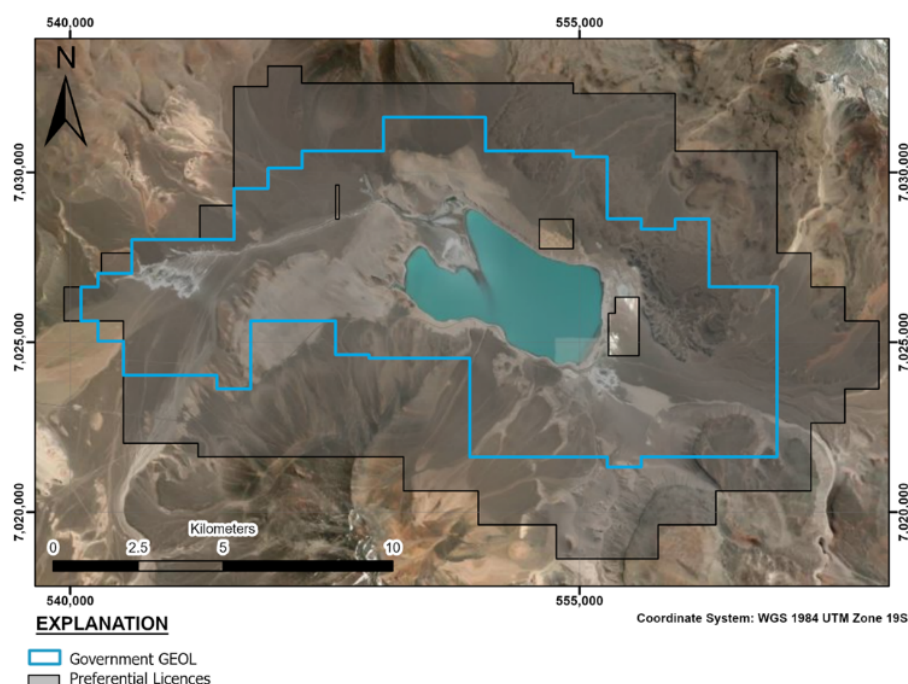 540,000 555,000
N
7,030,000 7,030,000
7,025,000 7,025,000
7,020,000 7,020,000
Kilometers
0 2.5 5 10
540,000 555,000
Coordinate System: WGS 1984 UTM Zone 19S
EXPLANATION
Government GEOL
Preferential Licences